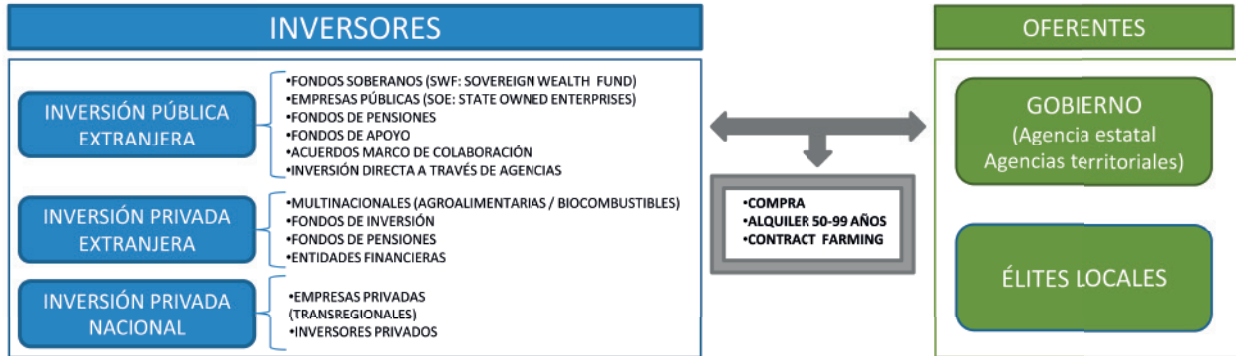 INVERSORES
INVERSIÓN PÚBLICA
EXTRANJERA
•FONDOS SOBERANOS (SWF: SOVEREIGN WEALTH FUND)
•EMPRESAS PÚBLICAS (SOE: STATE OWNED ENTERPRISES)
•FONDOS DE PENSIONES
•FONDOS DE APOYO
•ACUERDOS MARCO DE COLABORACIÓN
•INVERSIÓN DIRECTA A TRAVÉS DE AGENCIAS
INVERSIÓN PRIVADA
EXTRANJERA
•MULTINACIONALES (AGROALIMENTARIAS / BIOCOMBUSTIBLES)
•FONDOS DE INVERSIÓN
•FONDOS DE PENSIONES
•ENTIDADES FINANCIERAS
INVERSIÓN PRIVADA
NACIONAL
•EMPRESAS PRIVADAS
(TRANSREGIONALES)
•INVERSORES PRIVADOS
•COMPRA
•ALQUILER 50-99 AÑOS
•CONTRACT FARMING
OFERENTES
GOBIERNO
(Agencia estatal
Agencias territoriales)
ÉLITES LOCALES